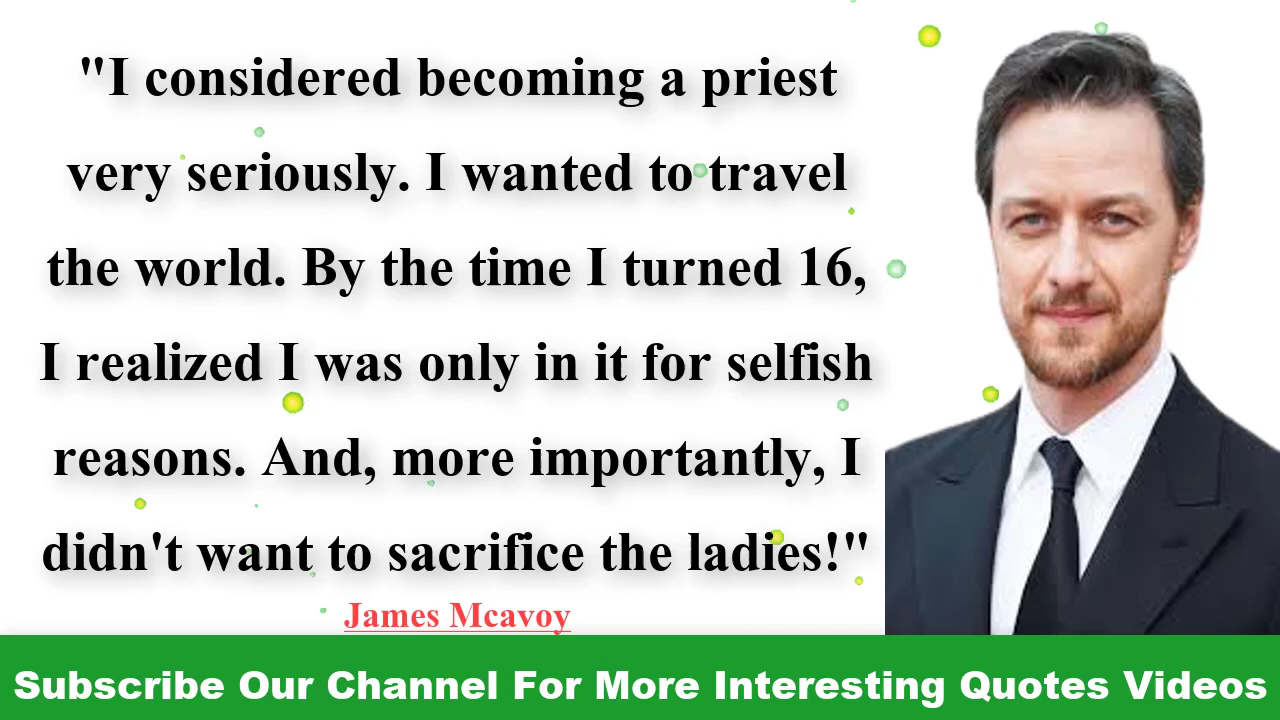 "I considered becoming a priest
very seriously. I wanted to travel
the world. By the time I turned 16,
I realized I was only in it for selfish
reasons. And, more importantly, I
didn't want to sacrifice the ladies!"
James Mcavoy
Subscribe Our Channel For More Interesting Quotes Videos